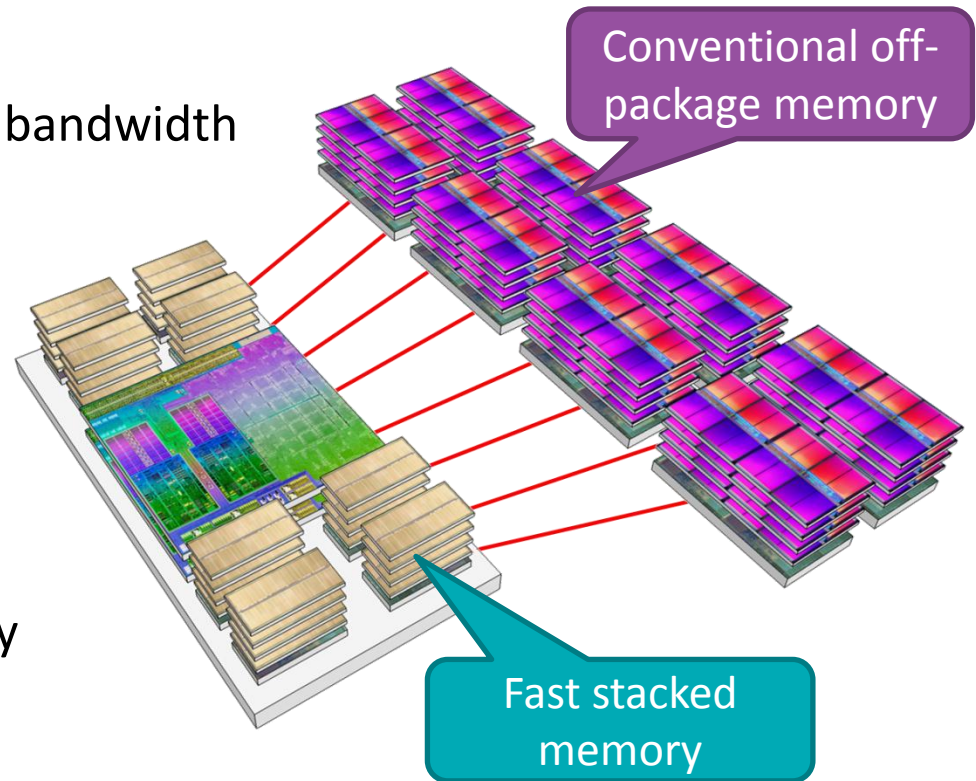 Conventional off-
package memory
bandwidth
y
Fast stacked
memory